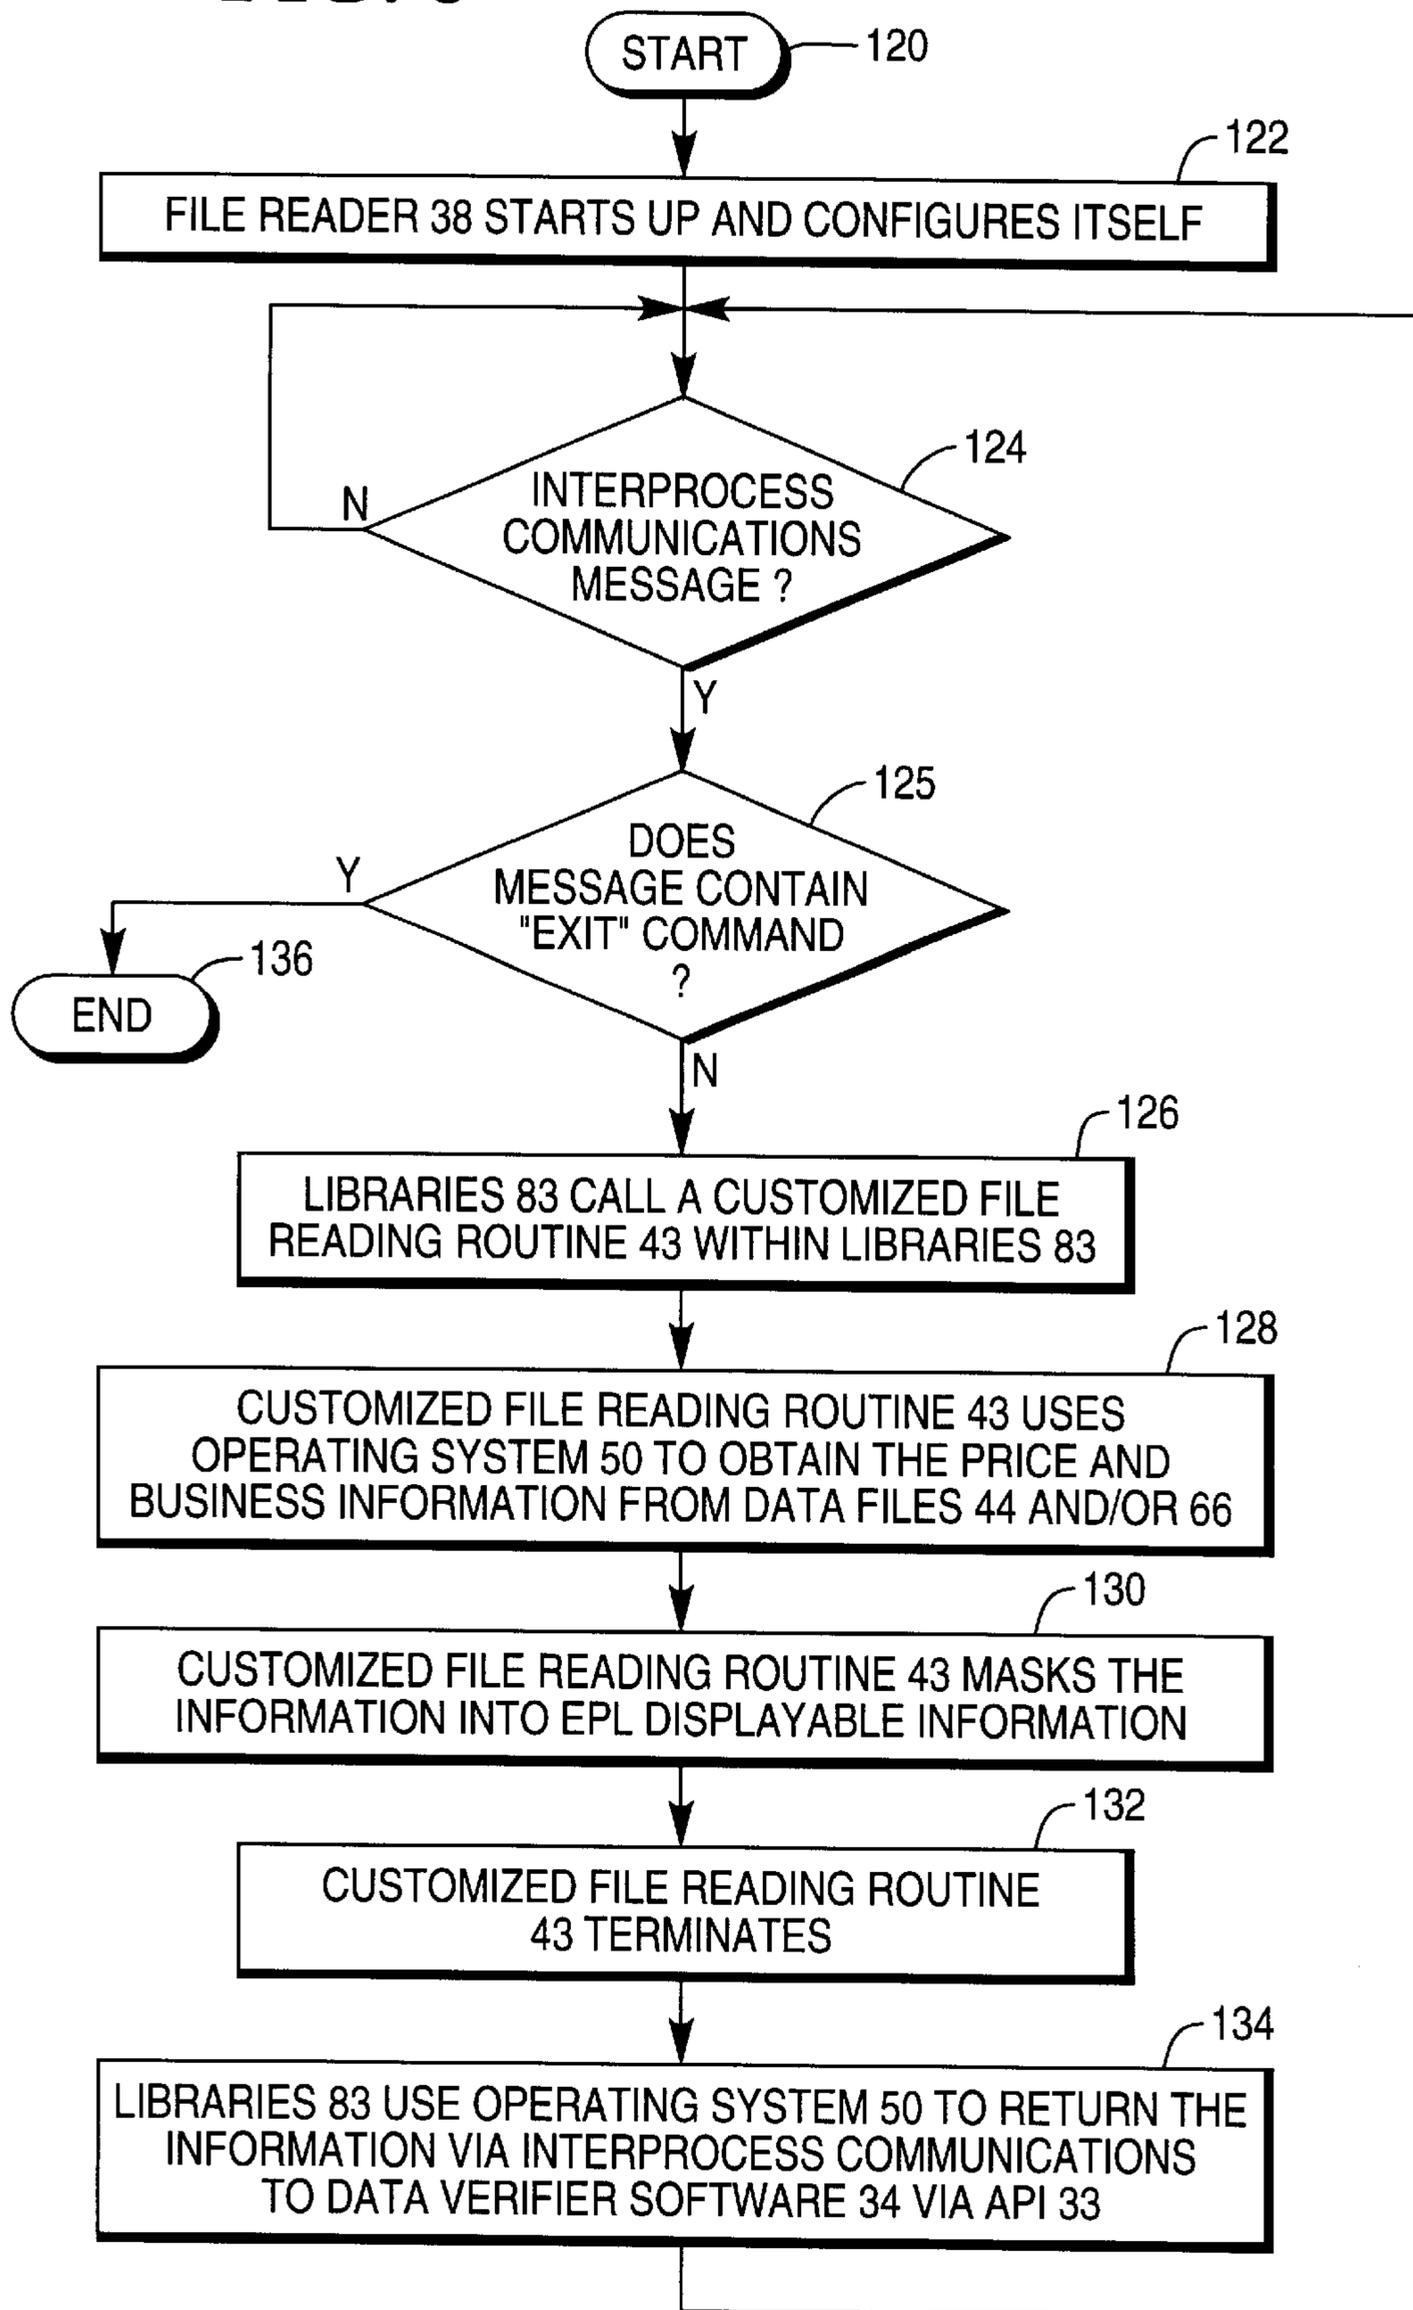 START
120
122
FILE READER 38 STARTS UP AND CONFIGURES ITSELF
124
INTERPROCESS
COMMUNICATIONS
MESSAGE ?
N
Y
125
DOES
MESSAGE CONTAIN
"EXIT" COMMAND
?
Y
136
END
N
126
LIBRARIES 83 CALL A CUSTOMIZED FILE
READING ROUTINE 43 WITHIN LIBRARIES 83
128
CUSTOMIZED FILE READING ROUTINE 43 USES
OPERATING SYSTEM 50 TO OBTAIN THE PRICE AND
BUSINESS INFORMATION FROM DATA FILES 44 AND/OR 66
130
CUSTOMIZED FILE READING ROUTINE 43 MASKS THE
INFORMATION INTO EPL DISPLAYABLE INFORMATION
132
CUSTOMIZED FILE READING ROUTINE
43 TERMINATES
134
LIBRARIES 83 USE OPERATING SYSTEM 50 TO RETURN THE
INFORMATION VIA INTERPROCESS COMMUNICATIONS
TO DATA VERIFIER SOFTWARE 34 VIA API 33